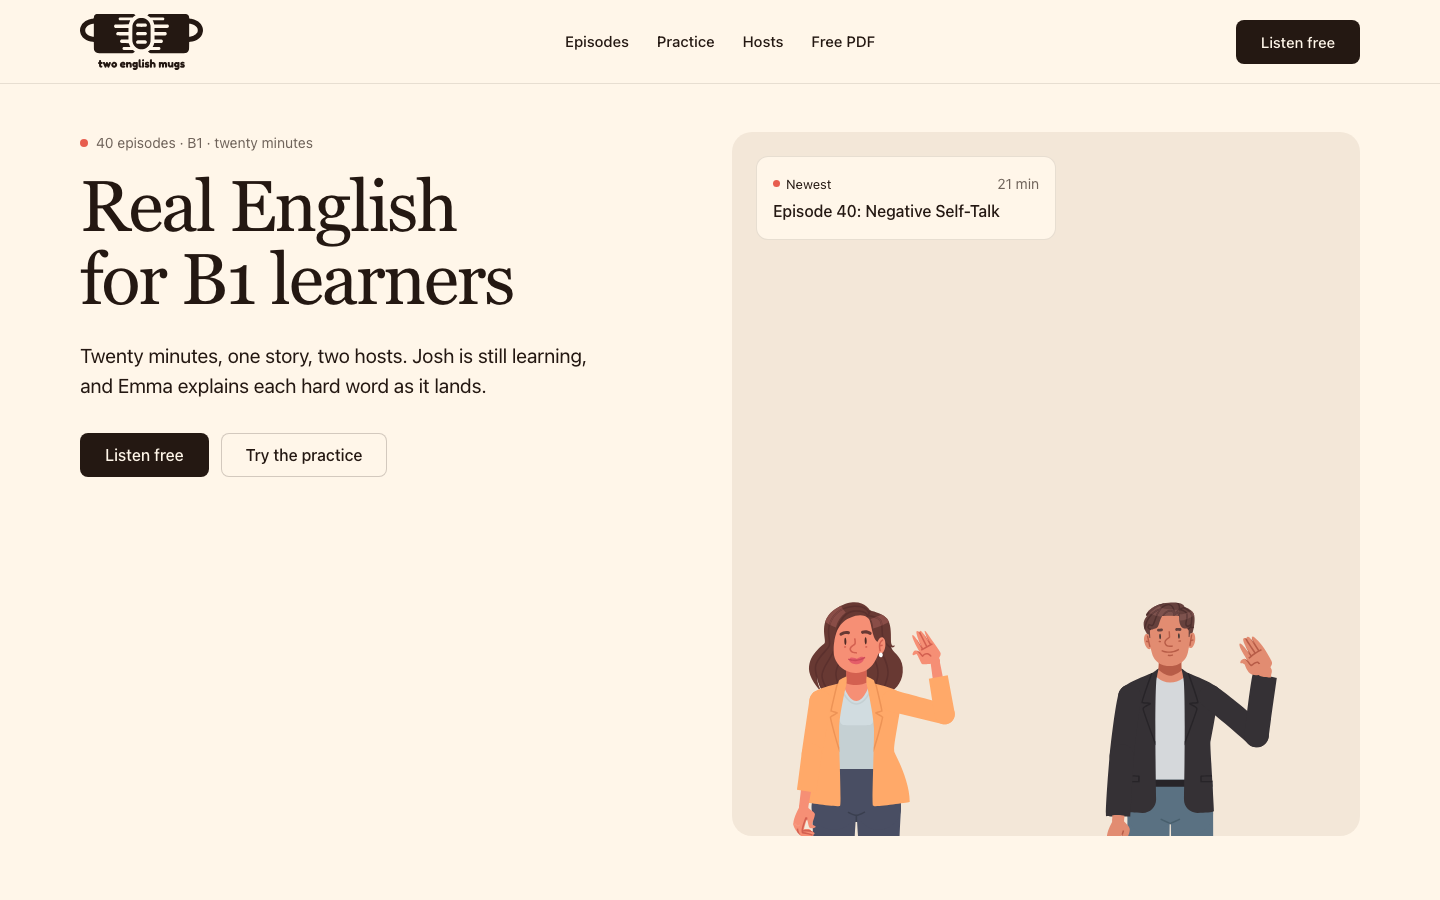 two english mugs
Episodes
Practice
Hosts
Free PDF
Listen free
40 episodes · B1 · twenty minutes
Real English
for B1 learners
Twenty minutes, one story, two hosts. Josh is still learning,
and Emma explains each hard word as it lands.
Listen free
Try the practice
Newest
21 min
Episode 40: Negative Self-Talk